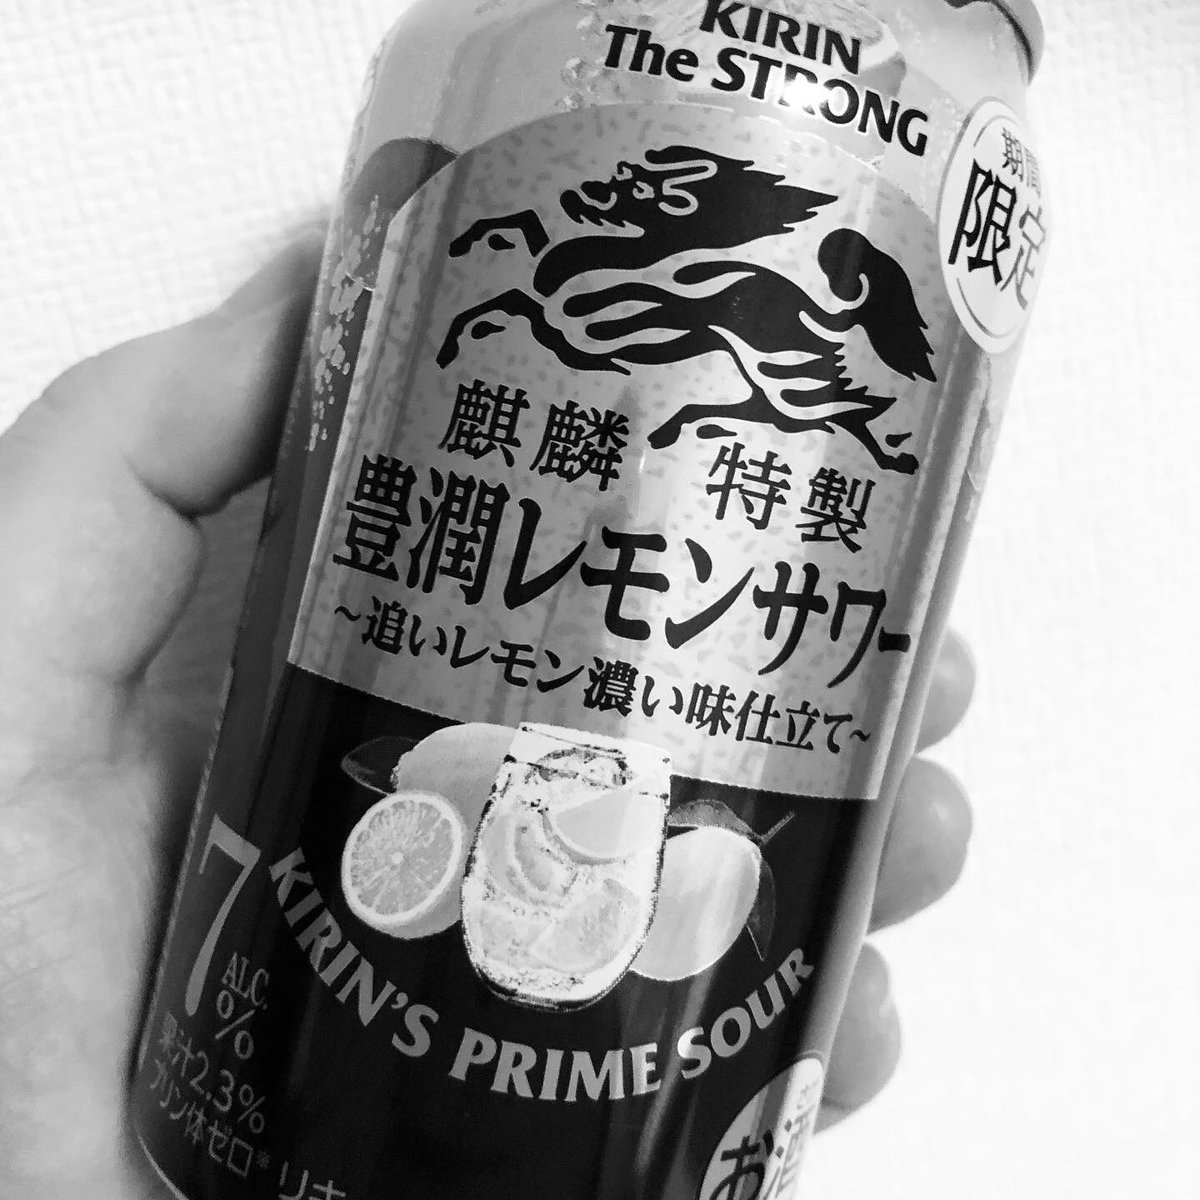 KIRIN
The STRONG
期間
限定
麒麟 特製
豊潤レモンサワー
~追いレモン濃い味仕立て~
7
ALC.
%
果汁2.3%
プリン体ゼロ※
KIRIN'S PRIME SOUR
お酒